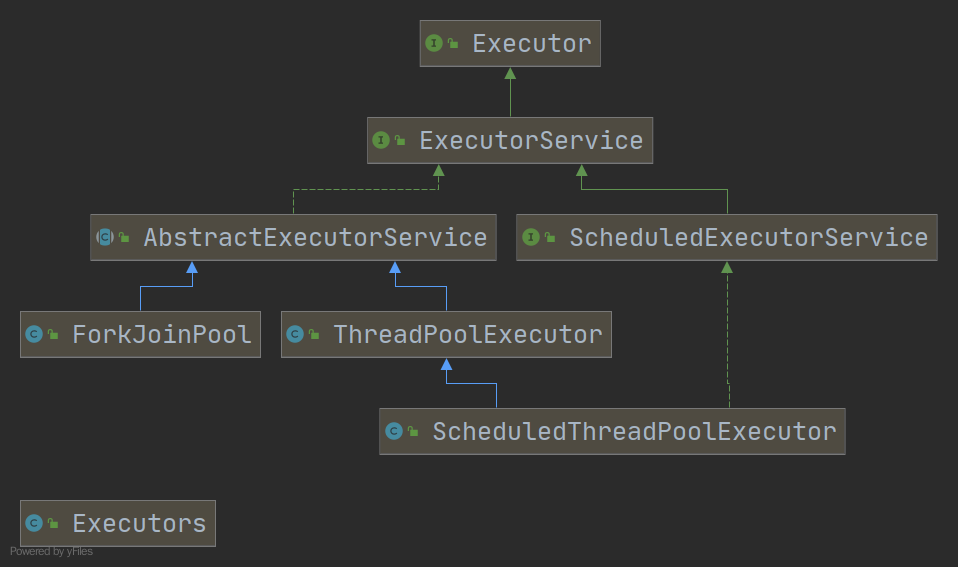 Executor
ExecutorService
AbstractExecutorService
ScheduledExecutorService
ForkJoinPool
ThreadPoolExecutor
ScheduledThreadPoolExecutor
Executors
Powered by yFiles